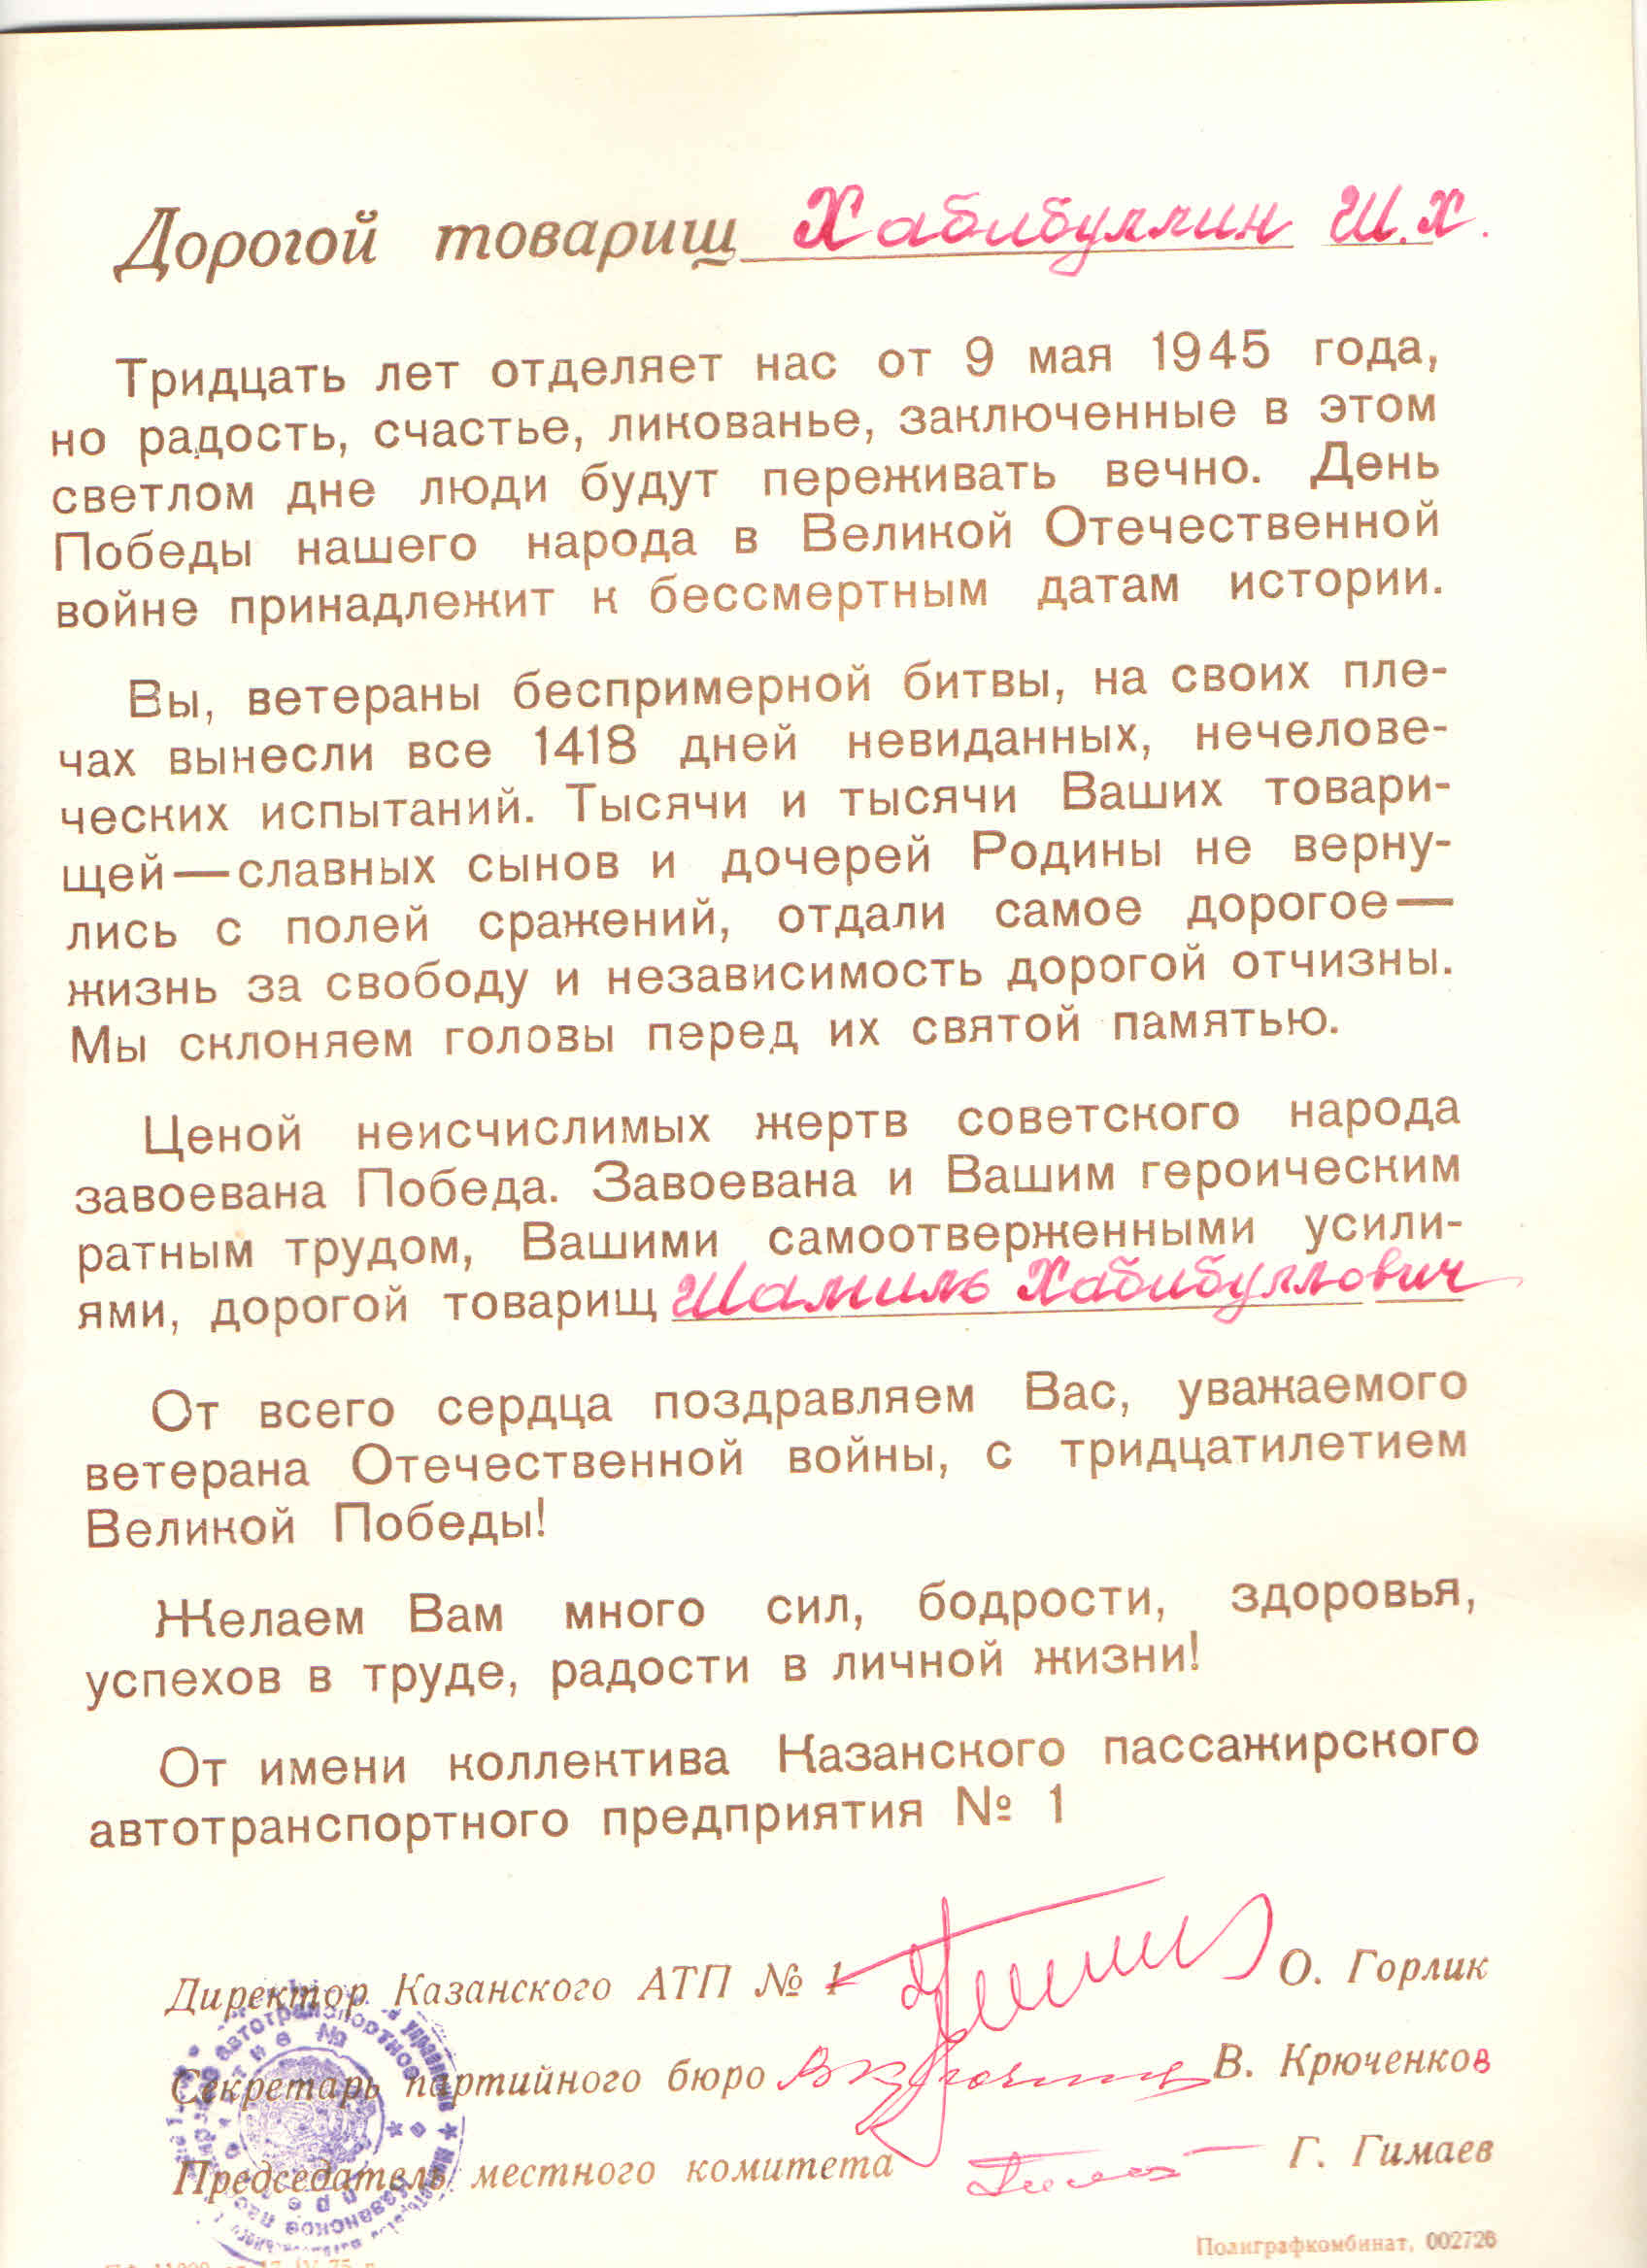 Дорогой товарищ Хабибуллин Ш.Х.
Тридцать лет отделяет нас от 9 мая 1945 года,
но радость, счастье, ликованье, заключенные в этом
светлом дне люди будут переживать вечно. День
Победы нашего народа в Великой Отечественной
войне принадлежит к бессмертным датам истории.
Вы, ветераны беспримерной битвы, на своих пле-
чах вынесли все 1418 дней невиданных, нечелове-
ческих испытаний. Тысячи и тысячи Ваших товари-
щей—славных сынов и дочерей Родины не верну-
лись с полей сражений, отдали самое дорогое—
жизнь за свободу и независимость дорогой отчизны.
Мы склоняем головы перед их святой памятью.
Ценой неисчислимых жертв советского народа
завоевана Победа. Завоевана и Вашим героическим
ратным трудом, Вашими самоотверженными усили-
ями, дорогой товарищ Шамиль Хабибуллович
От всего сердца поздравляем Вас, уважаемого
ветерана Отечественной войны, с тридцатилетием
Великой Победы!
Желаем Вам много сил, бодрости, здоровья,
успехов в труде, радости в личной жизни!
От имени коллектива Казанского пассажирского
автотранспортного предприятия № 1
Директор Казанского АТП № 1 О. Горлик
Секретарь партийного бюро В. Крюченков
Председатель местного комитета Г. Гимаев
Полиграфкомбинат, 002726